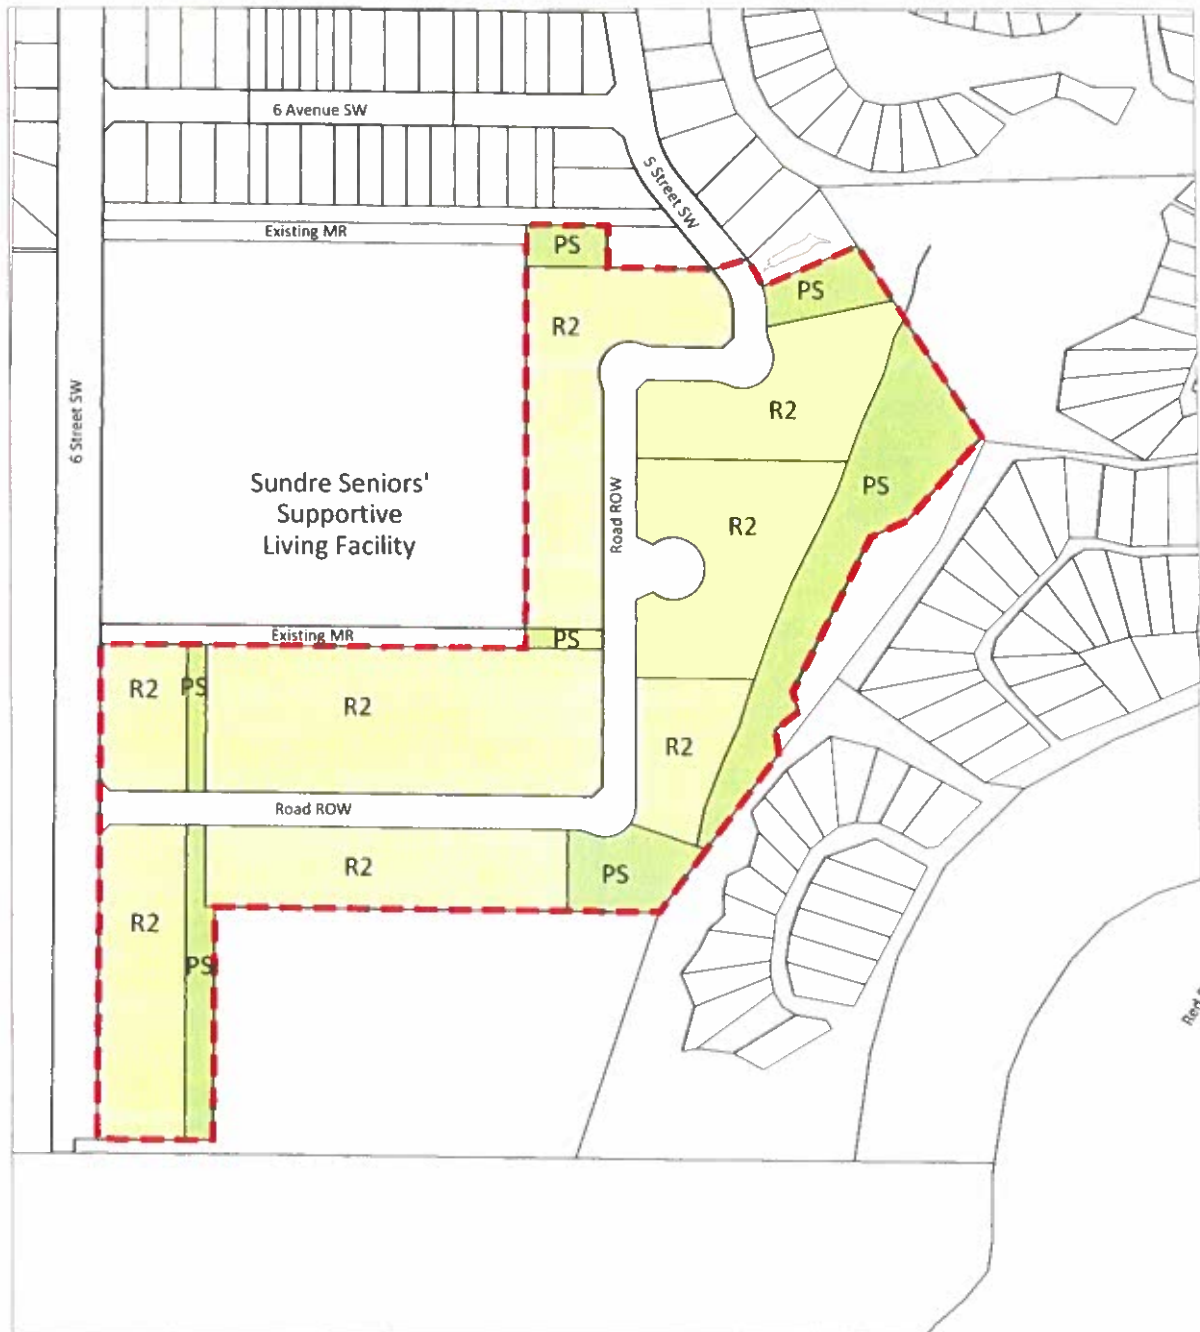 6 Avenue SW
5 Street SW
Existing MR
PS
PS
R2
6 Street SW
R2
Sundre Seniors'
Supportive
Living Facility
PS
Road ROW
R2
Existing MR
PS
R2
PS
R2
R2
Road ROW
R2
PS
R2
PS
Red